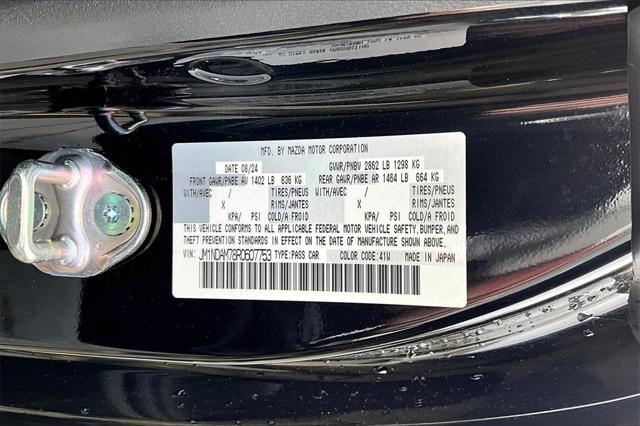 MFD. BY MAZDA MOTOR CORPORATION
DATE 08/24 GVWR/PNBV 2862 LB 1298 KG
FRONT GAWR/PNBE AV 1402 LB 636 KG REAR GAWR/PNBE AR 1464 LB 664 KG
WITH/AVEC / TIRES/PNEUS WITH/AVEC / TIRES/PNEUS
X RIMS/JANTES X RIMS/JANTES
KPA/ PSI COLD/A FROID KPA/ PSI COLD/A FROID
THIS VEHICLE CONFORMS TO ALL APPLICABLE FEDERAL MOTOR VEHICLE SAFETY, BUMPER, AND
THEFT PREVENTION STANDARDS IN EFFECT ON THE DATE OF MANUFACTURE SHOWN ABOVE.
VIN: JM1NDAM78R0607753 TYPE:PASS CAR COLOR CODE:41W MADE IN JAPAN